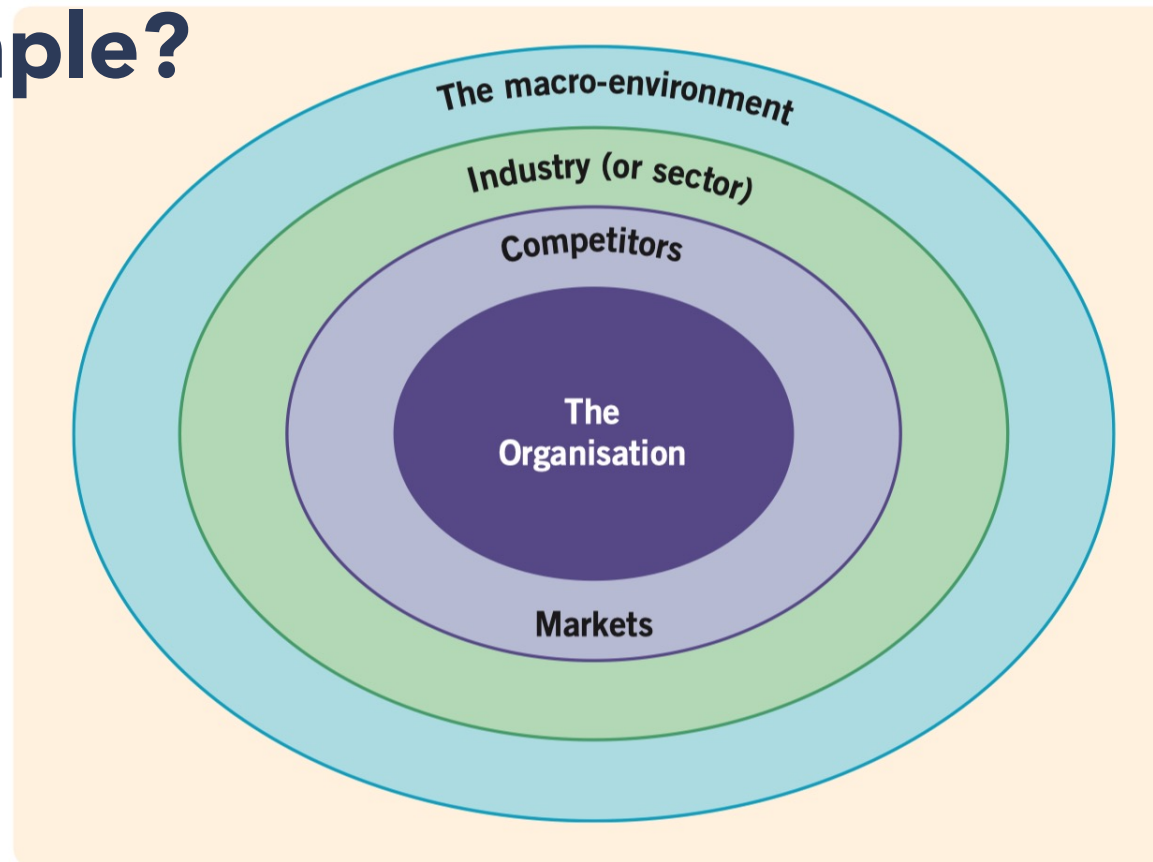 ple?
The macro-environment
Industry (or sector)
Competitors
The
Organisation
Markets